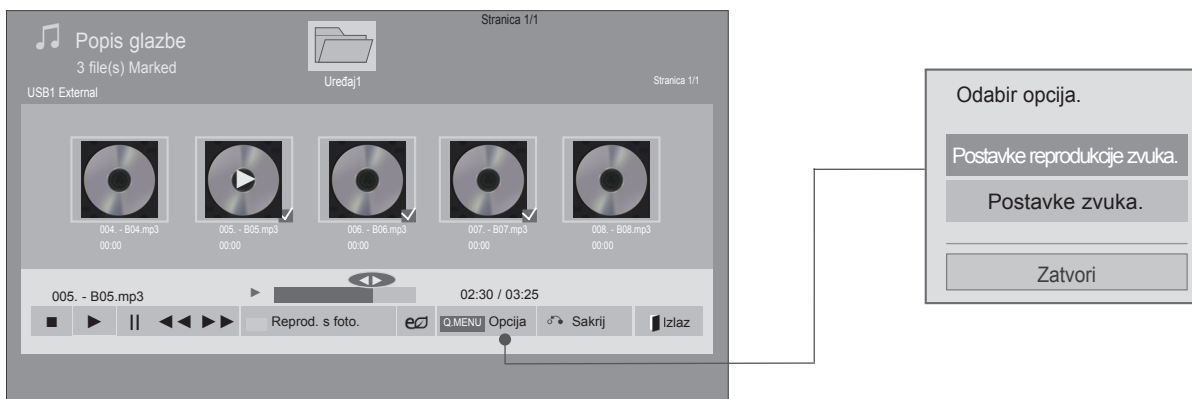 Stranica 1/1
Popis glazbe
3 file(s) Marked
Uređaj1
Stranica 1/1
USB1 External
004. - B04.mp3
00:00
005. - B05.mp3
00:00
006. - B06.mp3
00:00
007. - B07.mp3
00:00
008. - B08.mp3
00:00
005. - B05.mp3
02:30 / 03:25
Reprod. s foto.
Q.MENU Opcija
Sakrij
Izlaz
Odabir opcija.
Postavke reprodukcije zvuka.
Postavke zvuka.
Zatvori